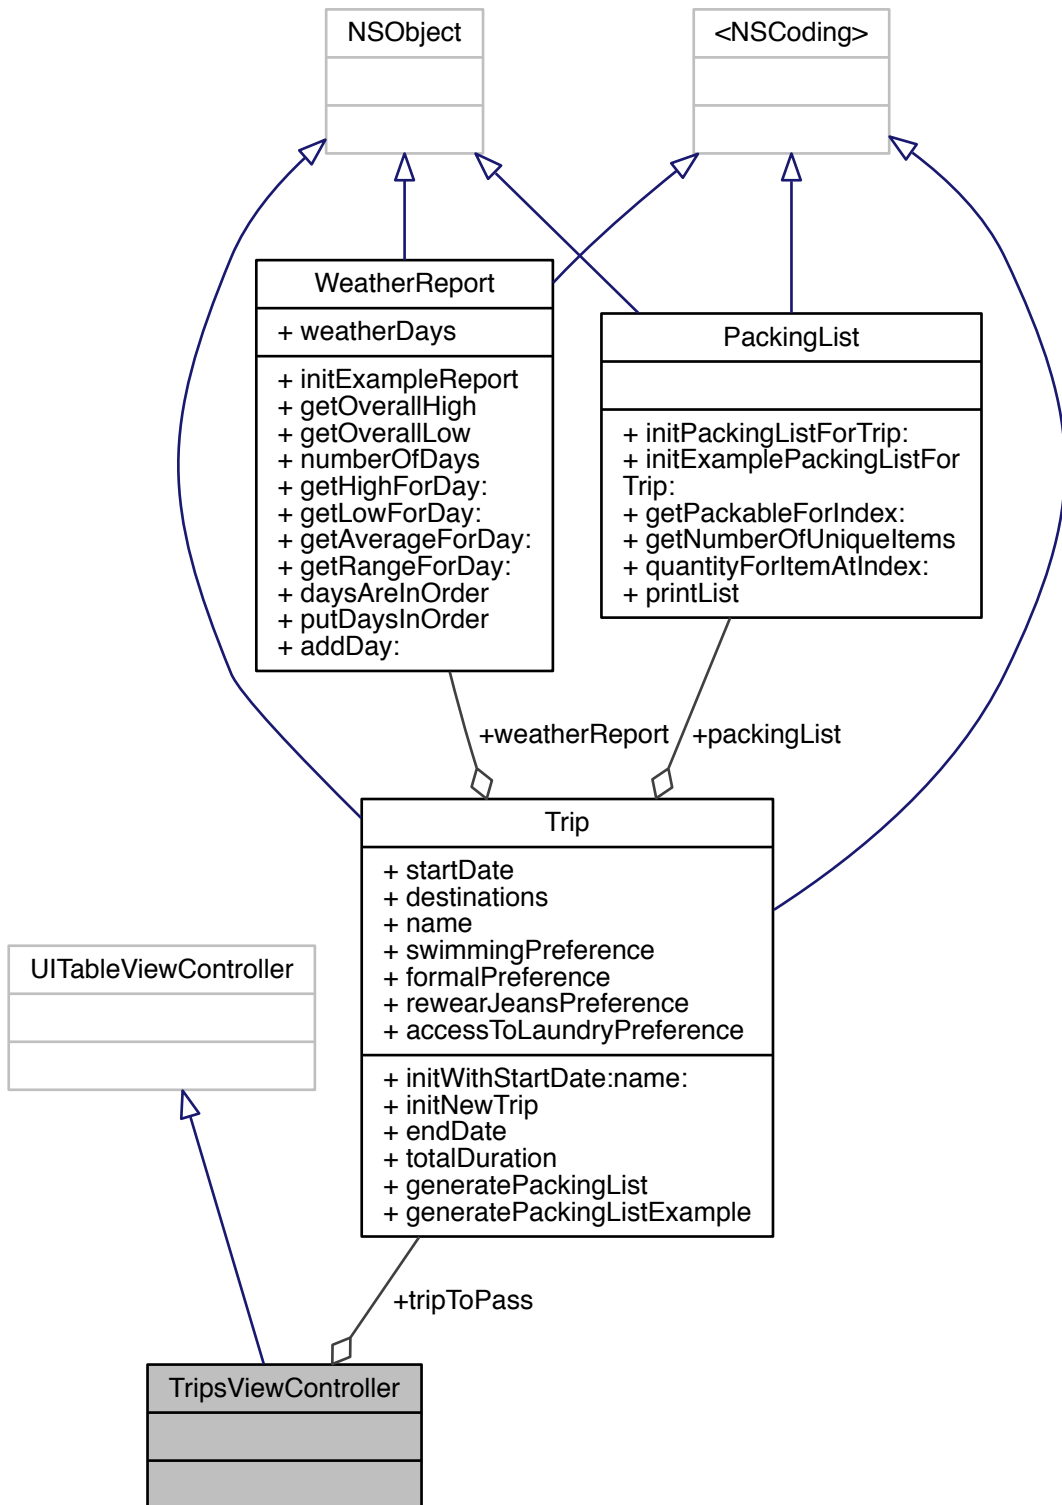 NSObject
<NSCoding>
WeatherReport
+ weatherDays
+ initExampleReport
+ getOverallHigh
+ getOverallLow
+ numberOfDays
+ getHighForDay:
+ getLowForDay:
+ getAverageForDay:
+ getRangeForDay:
+ daysAreInOrder
+ putDaysInOrder
+ addDay:
PackingList
+ initPackingListForTrip:
+ initExamplePackingListFor
Trip:
+ getPackableForIndex:
+ getNumberOfUniqueItems
+ quantityForItemAtIndex:
+ printList
+weatherReport
+packingList
Trip
+ startDate
+ destinations
+ name
+ swimmingPreference
+ formalPreference
+ rewearJeansPreference
+ accessToLaundryPreference
+ initWithStartDate:name:
+ initNewTrip
+ endDate
+ totalDuration
+ generatePackingList
+ generatePackingListExample
UITableViewController
+tripToPass
TripsViewController